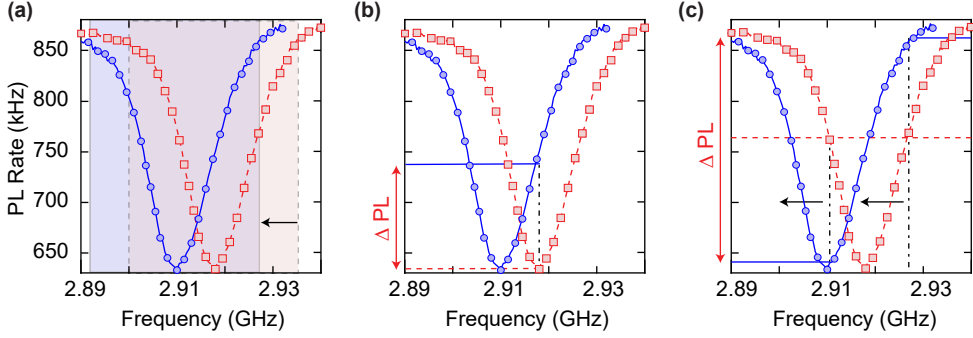 (a)
(b)
(c)
PL Rate (kHz)
850
800
750
700
650
2.89
2.91
2.93
Frequency (GHz)
Δ PL
2.89
2.91
2.93
Frequency (GHz)
Δ PL
2.89
2.91
2.93
Frequency (GHz)